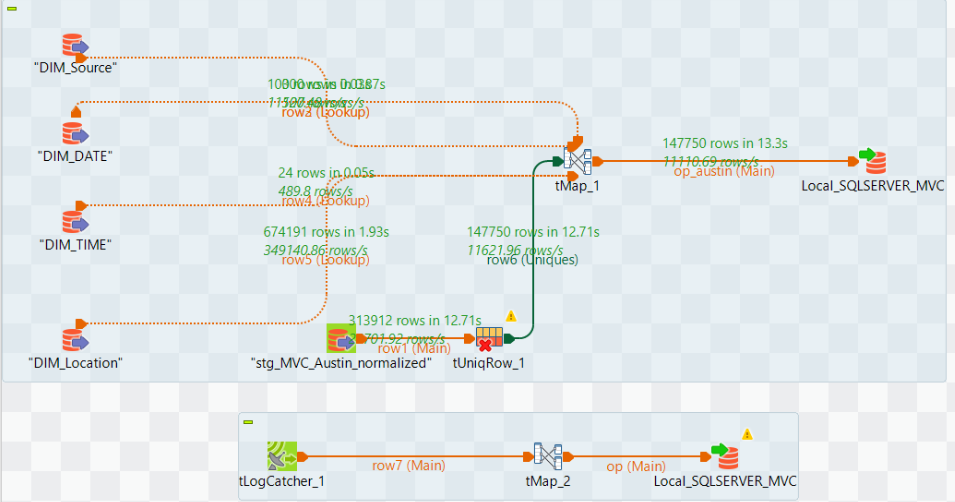 "DIM_Source"
row3 (Lookup)
"DIM_DATE"
147750 rows in 13.3s
11110.69 rows/s
op_austin (Main)
tMap_1
Local_SQLSERVER_MVC
24 rows in 0.05s
489.8 rows/s
row4 (Lookup)
"DIM_TIME"
674191 rows in 1.93s
349140.86 rows/s
row5 (Lookup)
147750 rows in 12.71s
11621.96 rows/s
row6 (Uniques)
313912 rows in 12.71s
row1 (Main)
"DIM_Location"
"stg_MVC_Austin_normalized"
tUniqRow_1
row7 (Main)
op (Main)
tLogCatcher_1
tMap_2
Local_SQLSERVER_MVC